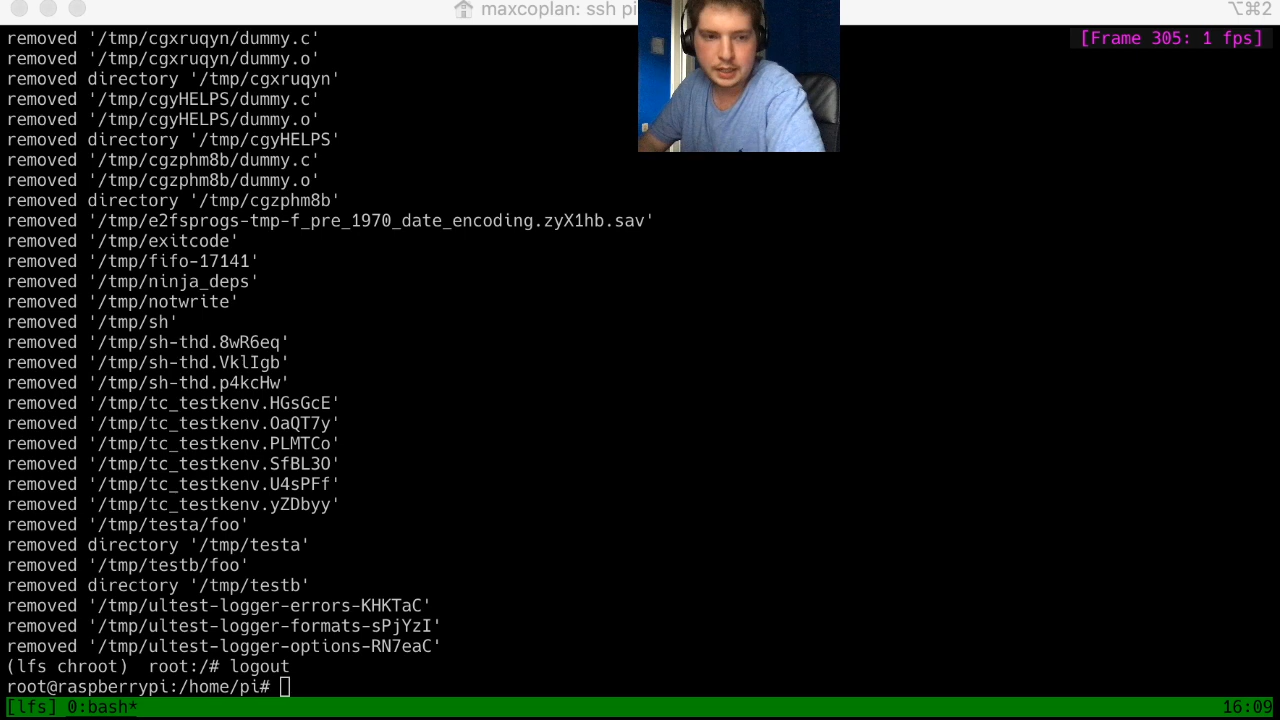 maxcoplan: ssh pi
⌥⌘2
[Frame 305: 1 fps]
removed '/tmp/cgxruqyn/dummy.c'
removed '/tmp/cgxruqyn/dummy.o'
removed directory '/tmp/cgxruqyn'
removed '/tmp/cgyHELPS/dummy.c'
removed '/tmp/cgyHELPS/dummy.o'
removed directory '/tmp/cgyHELPS'
removed '/tmp/cgzphm8b/dummy.c'
removed '/tmp/cgzphm8b/dummy.o'
removed directory '/tmp/cgzphm8b'
removed '/tmp/e2fsprogs-tmp-f_pre_1970_date_encoding.zyX1hb.sav'
removed '/tmp/exitcode'
removed '/tmp/fifo-17141'
removed '/tmp/ninja_deps'
removed '/tmp/notwrite'
removed '/tmp/sh'
removed '/tmp/sh-thd.8wR6eq'
removed '/tmp/sh-thd.VklIgb'
removed '/tmp/sh-thd.p4kcHw'
removed '/tmp/tc_testkenv.HGsGcE'
removed '/tmp/tc_testkenv.OaQT7y'
removed '/tmp/tc_testkenv.PLMTCo'
removed '/tmp/tc_testkenv.SfBL3O'
removed '/tmp/tc_testkenv.U4sPFf'
removed '/tmp/tc_testkenv.yZDbyy'
removed '/tmp/testa/foo'
removed directory '/tmp/testa'
removed '/tmp/testb/foo'
removed directory '/tmp/testb'
removed '/tmp/ultest-logger-errors-KHKTaC'
removed '/tmp/ultest-logger-formats-sPjYzI'
removed '/tmp/ultest-logger-options-RN7eaC'
(lfs chroot)  root:/# logout
root@raspberrypi:/home/pi#
[lfs] 0:bash*
16:09